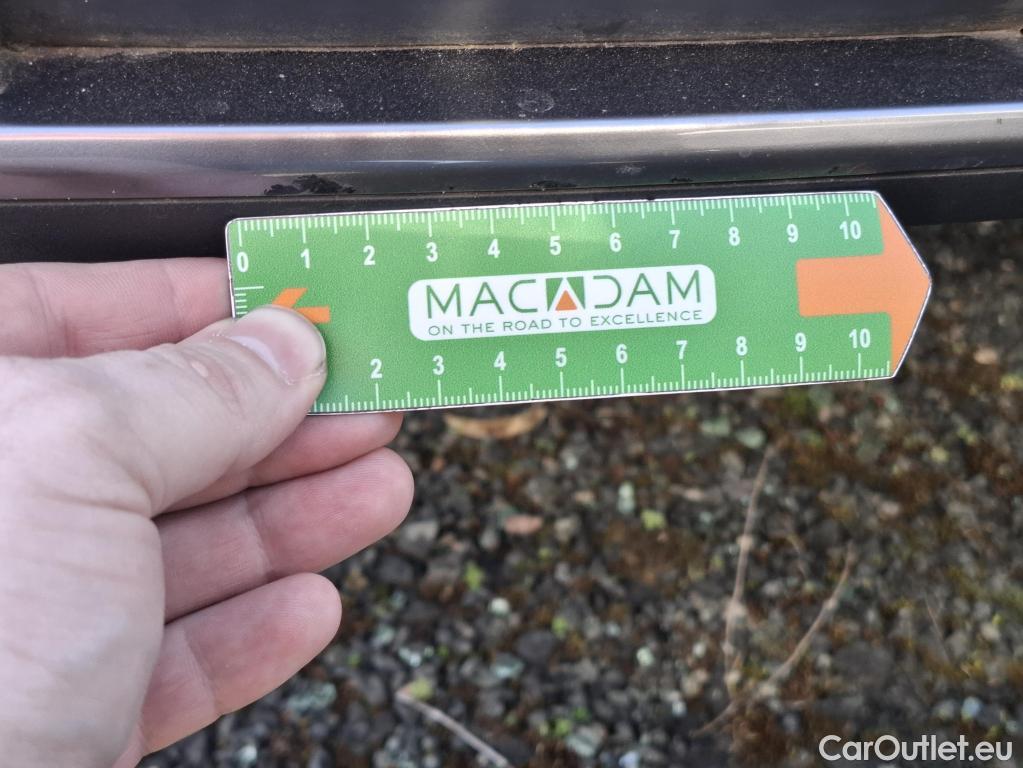 0 1 2 3 4 5 6 7 8 9 10
MACADAM
ON THE ROAD TO EXCELLENCE
2 3 4 5 6 7 8 9 10
CarOutlet.eu